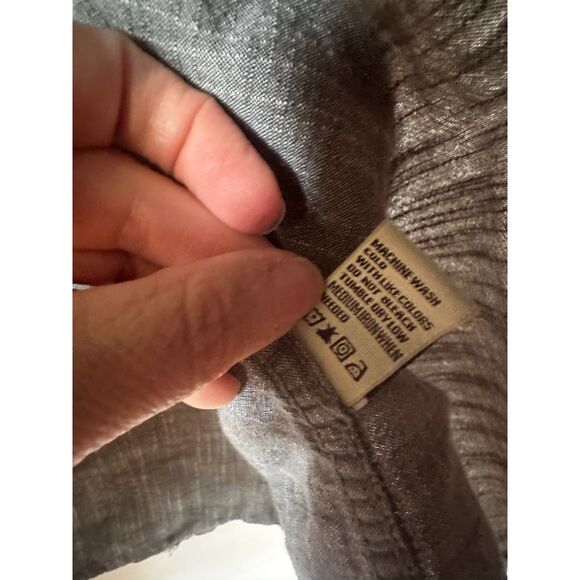 MACHINE WASH
COLD
WITH LIKE COLORS
DO NOT BLEACH
TUMBLE DRY LOW
MEDIUM IRON WHEN
NEEDED